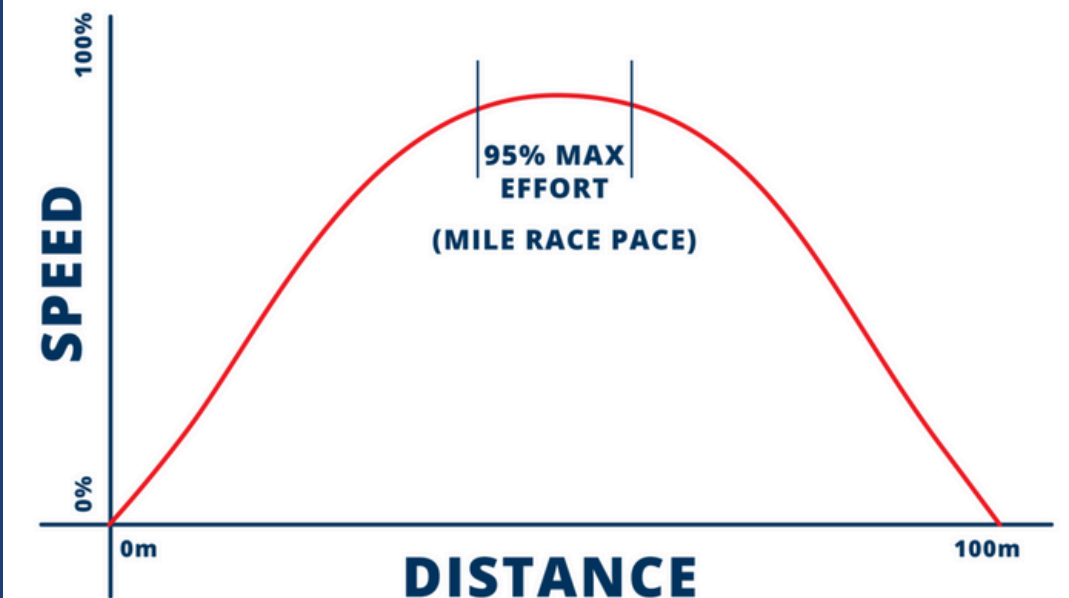 100%
95% MAX
EFFORT
(MILE RACE PACE)
SPEED
0%
0m
100m
DISTANCE